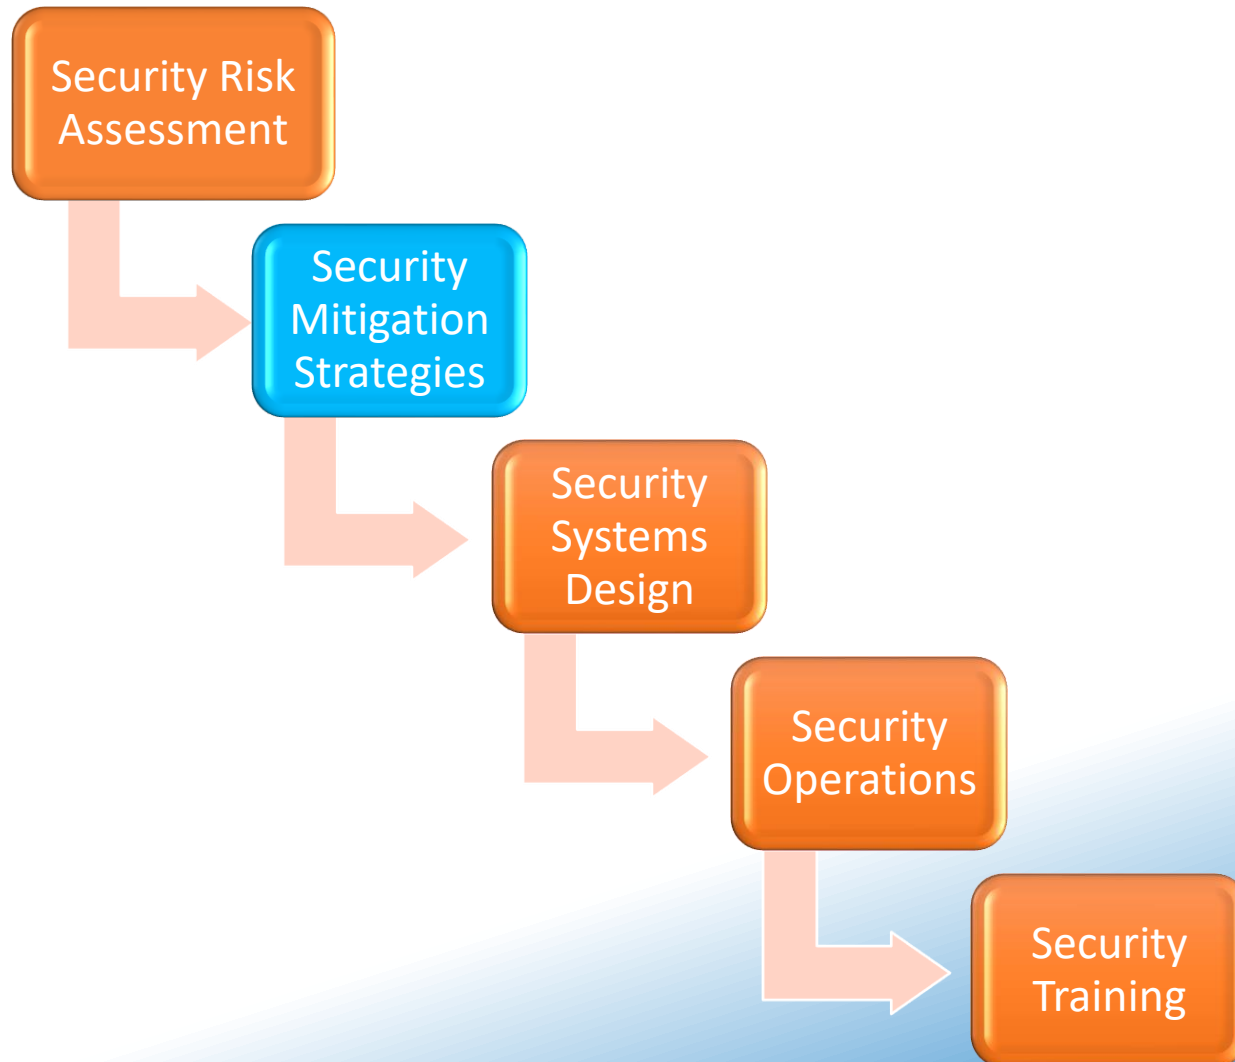 Security Risk
Assessment
Security
Mitigation
Strategies
Security
Systems
Design
Security
Operations
Security
Training